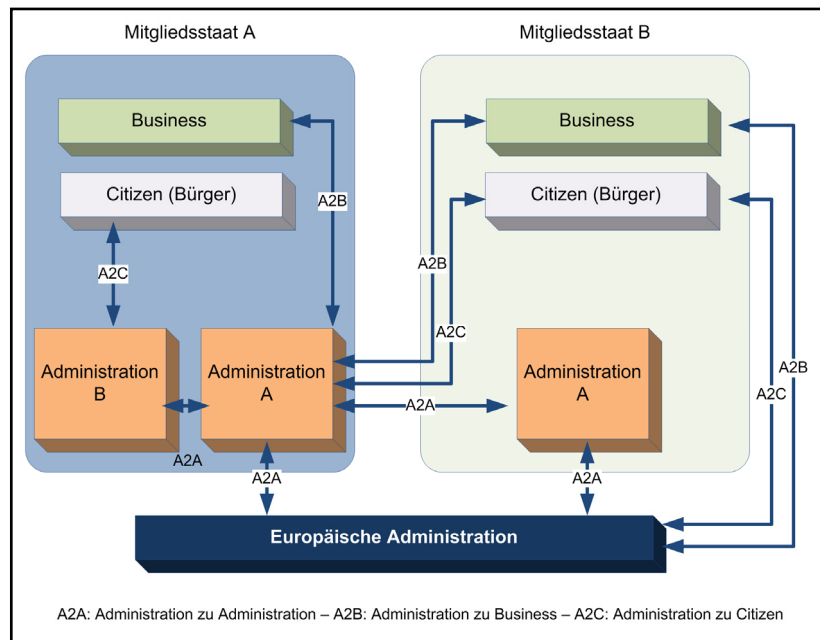 Mitgliedsstaat A
Mitgliedsstaat B
Business
Citizen (Bürger)
A2B
A2C
Administration
B
Administration
A
A2A
A2A
Business
Citizen (Bürger)
A2B
A2C
A2A
Administration
A
A2A
A2B
A2C
Europäische Administration
A2A: Administration zu Administration – A2B: Administration zu Business – A2C: Administration zu Citizen